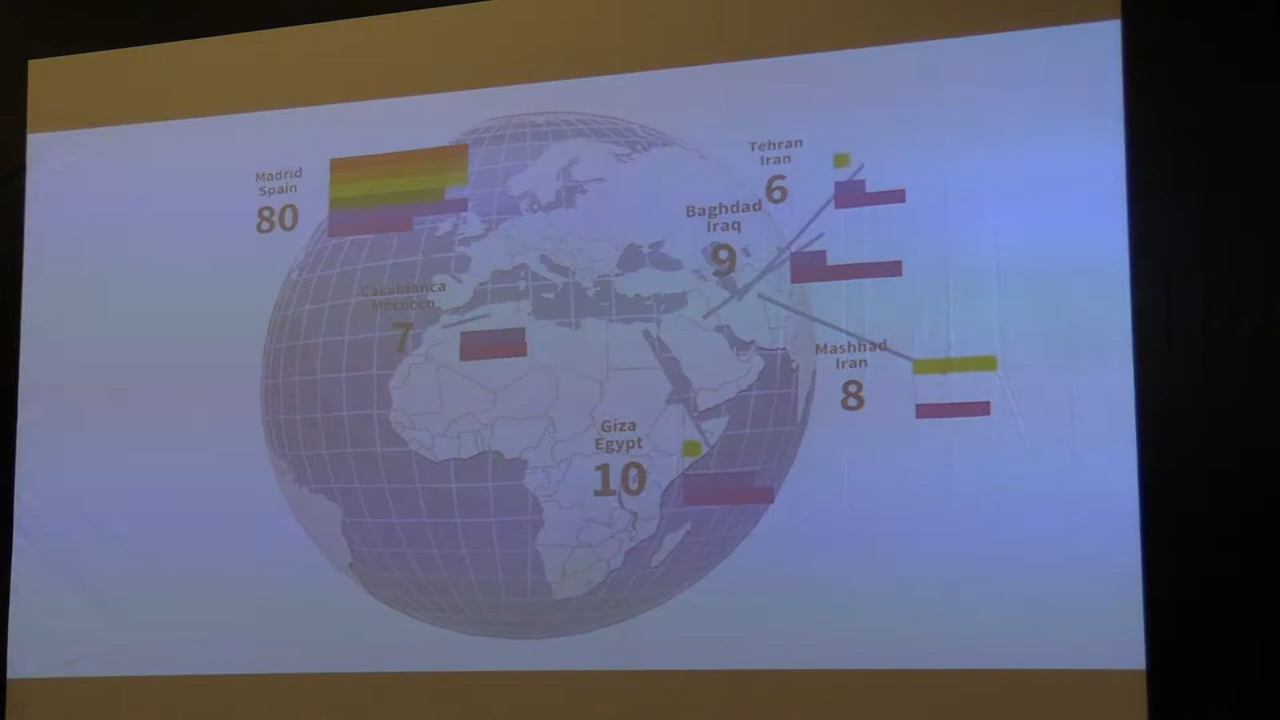 Madrid
Spain
80
Tehran
Iran
6
Baghdad
Iraq
9
Casablanca
Morocco
7
Mashhad
Iran
8
Giza
Egypt
10